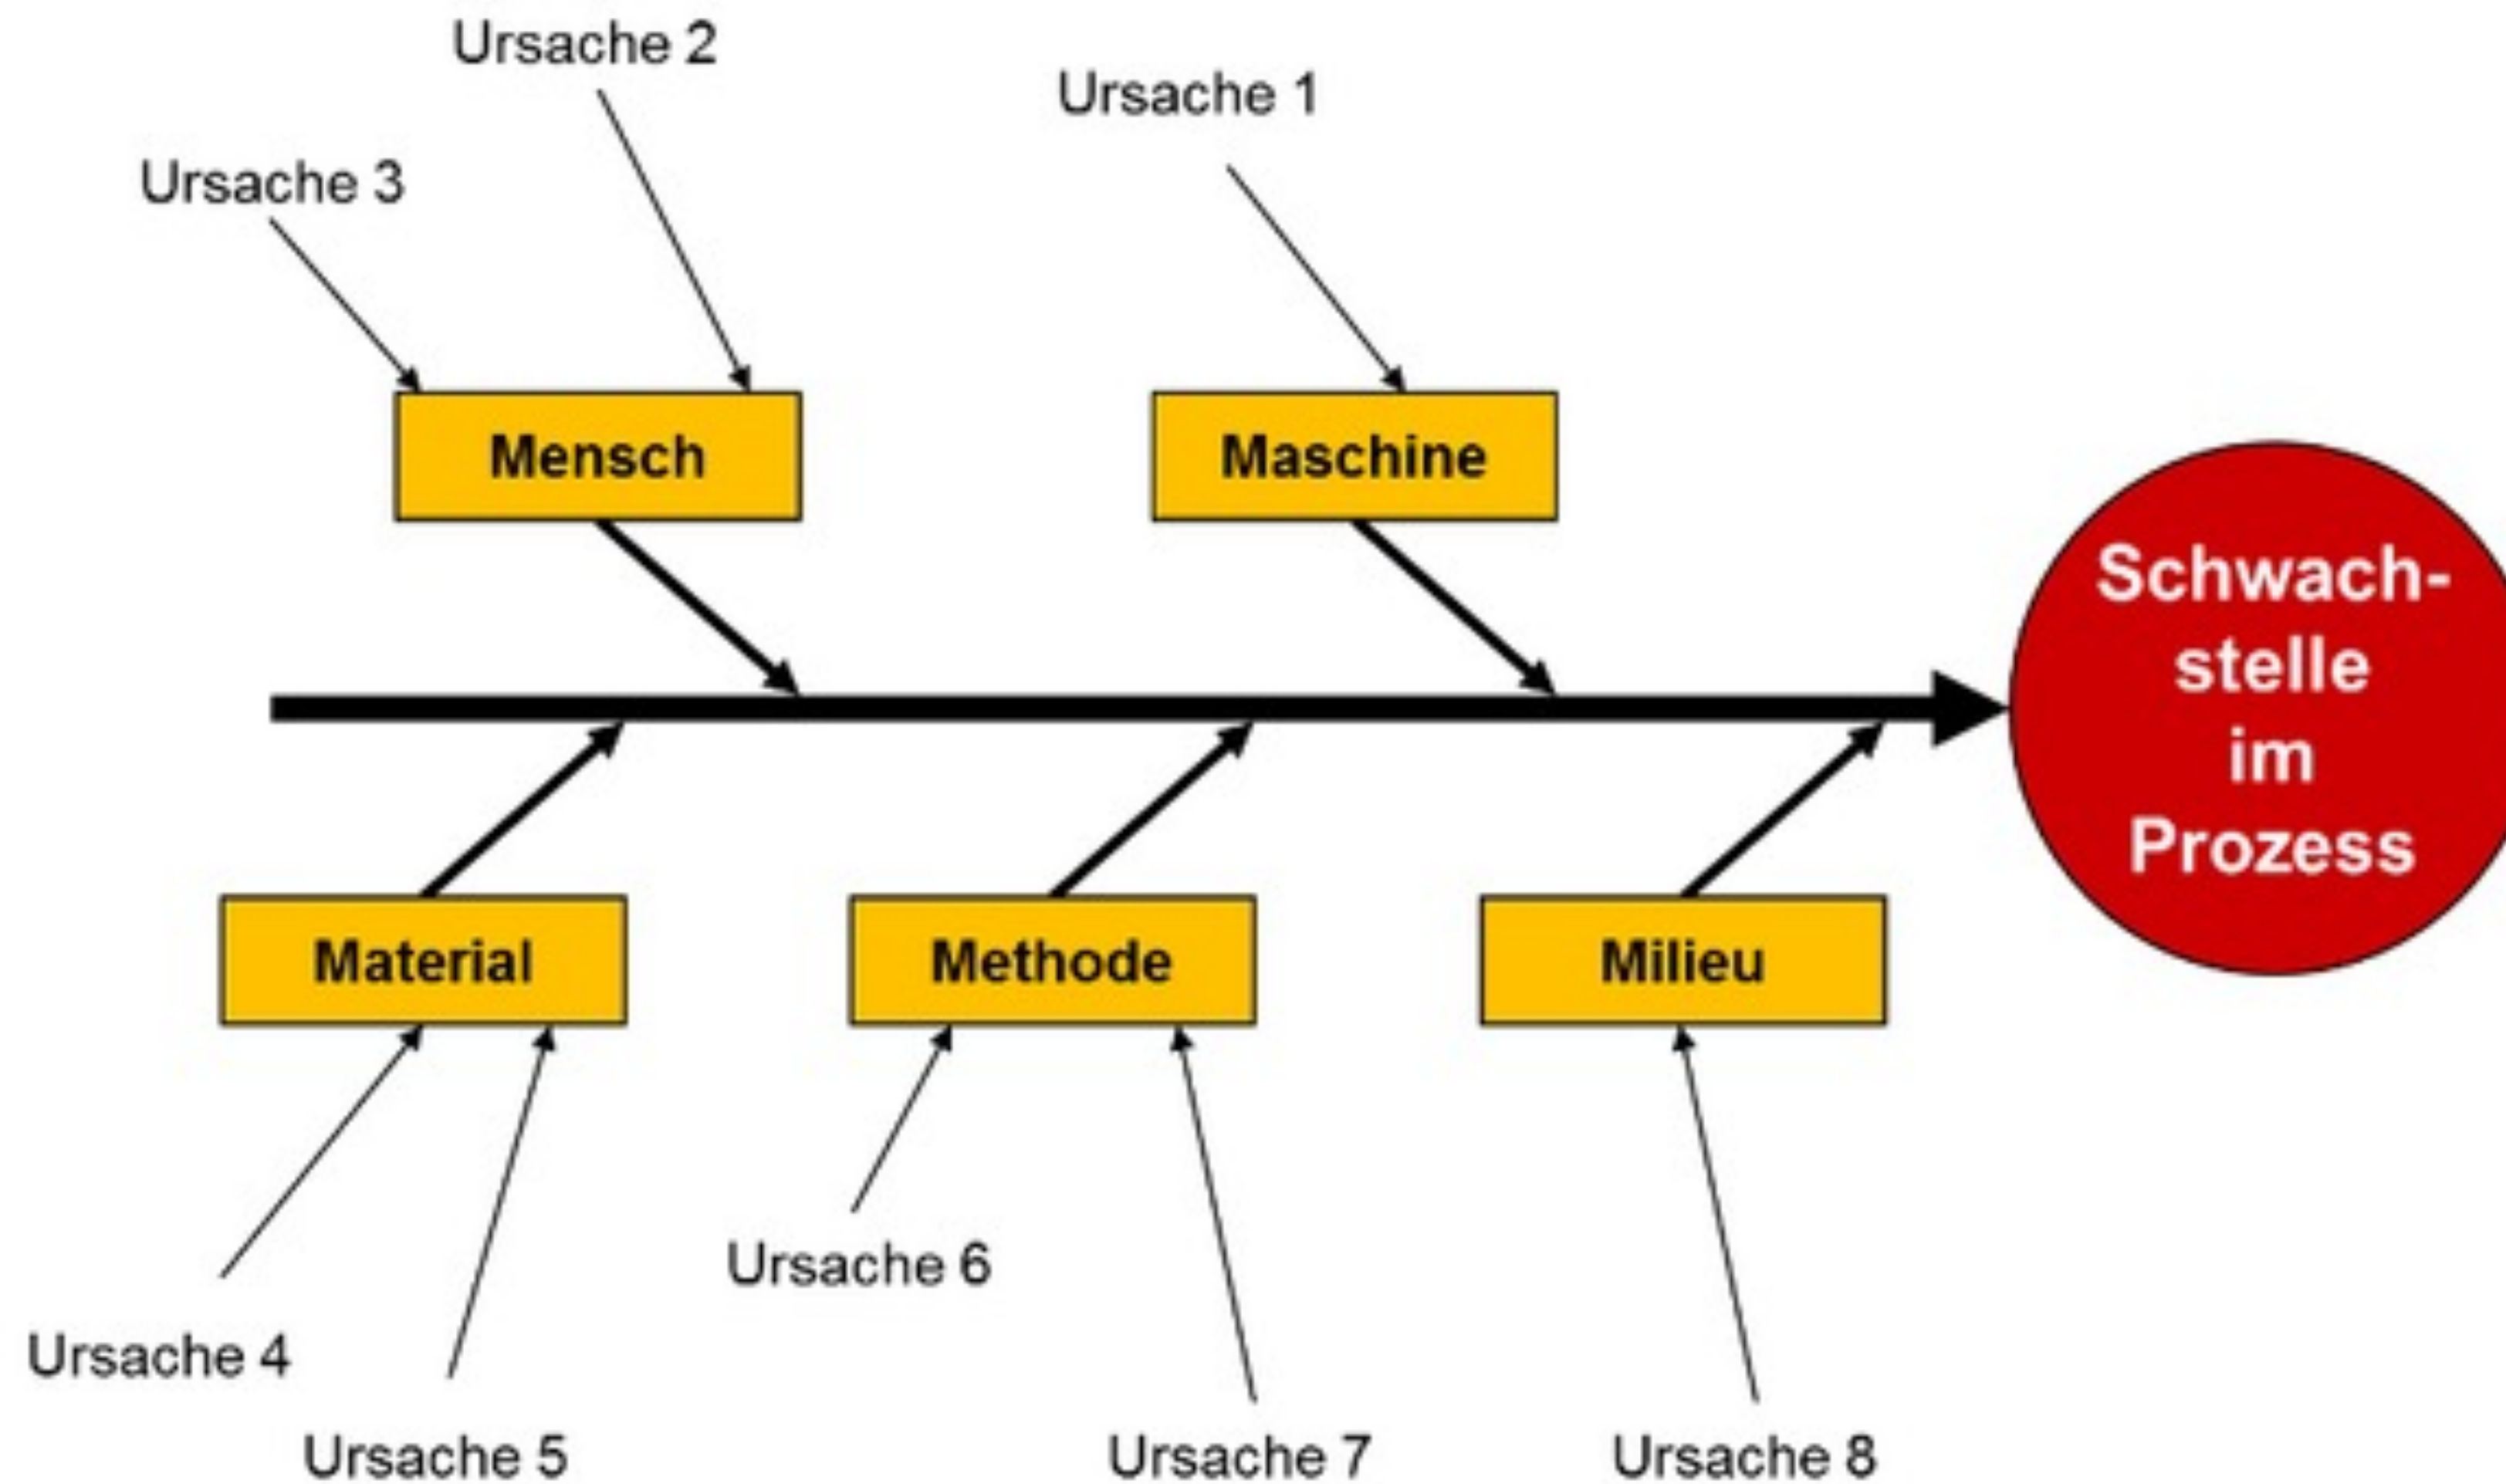 Ursache 2
Ursache 1
Ursache 3
Mensch
Maschine
Schwach-
stelle
im
Prozess
Material
Methode
Milieu
Ursache 6
Ursache 4
Ursache 5
Ursache 7
Ursache 8